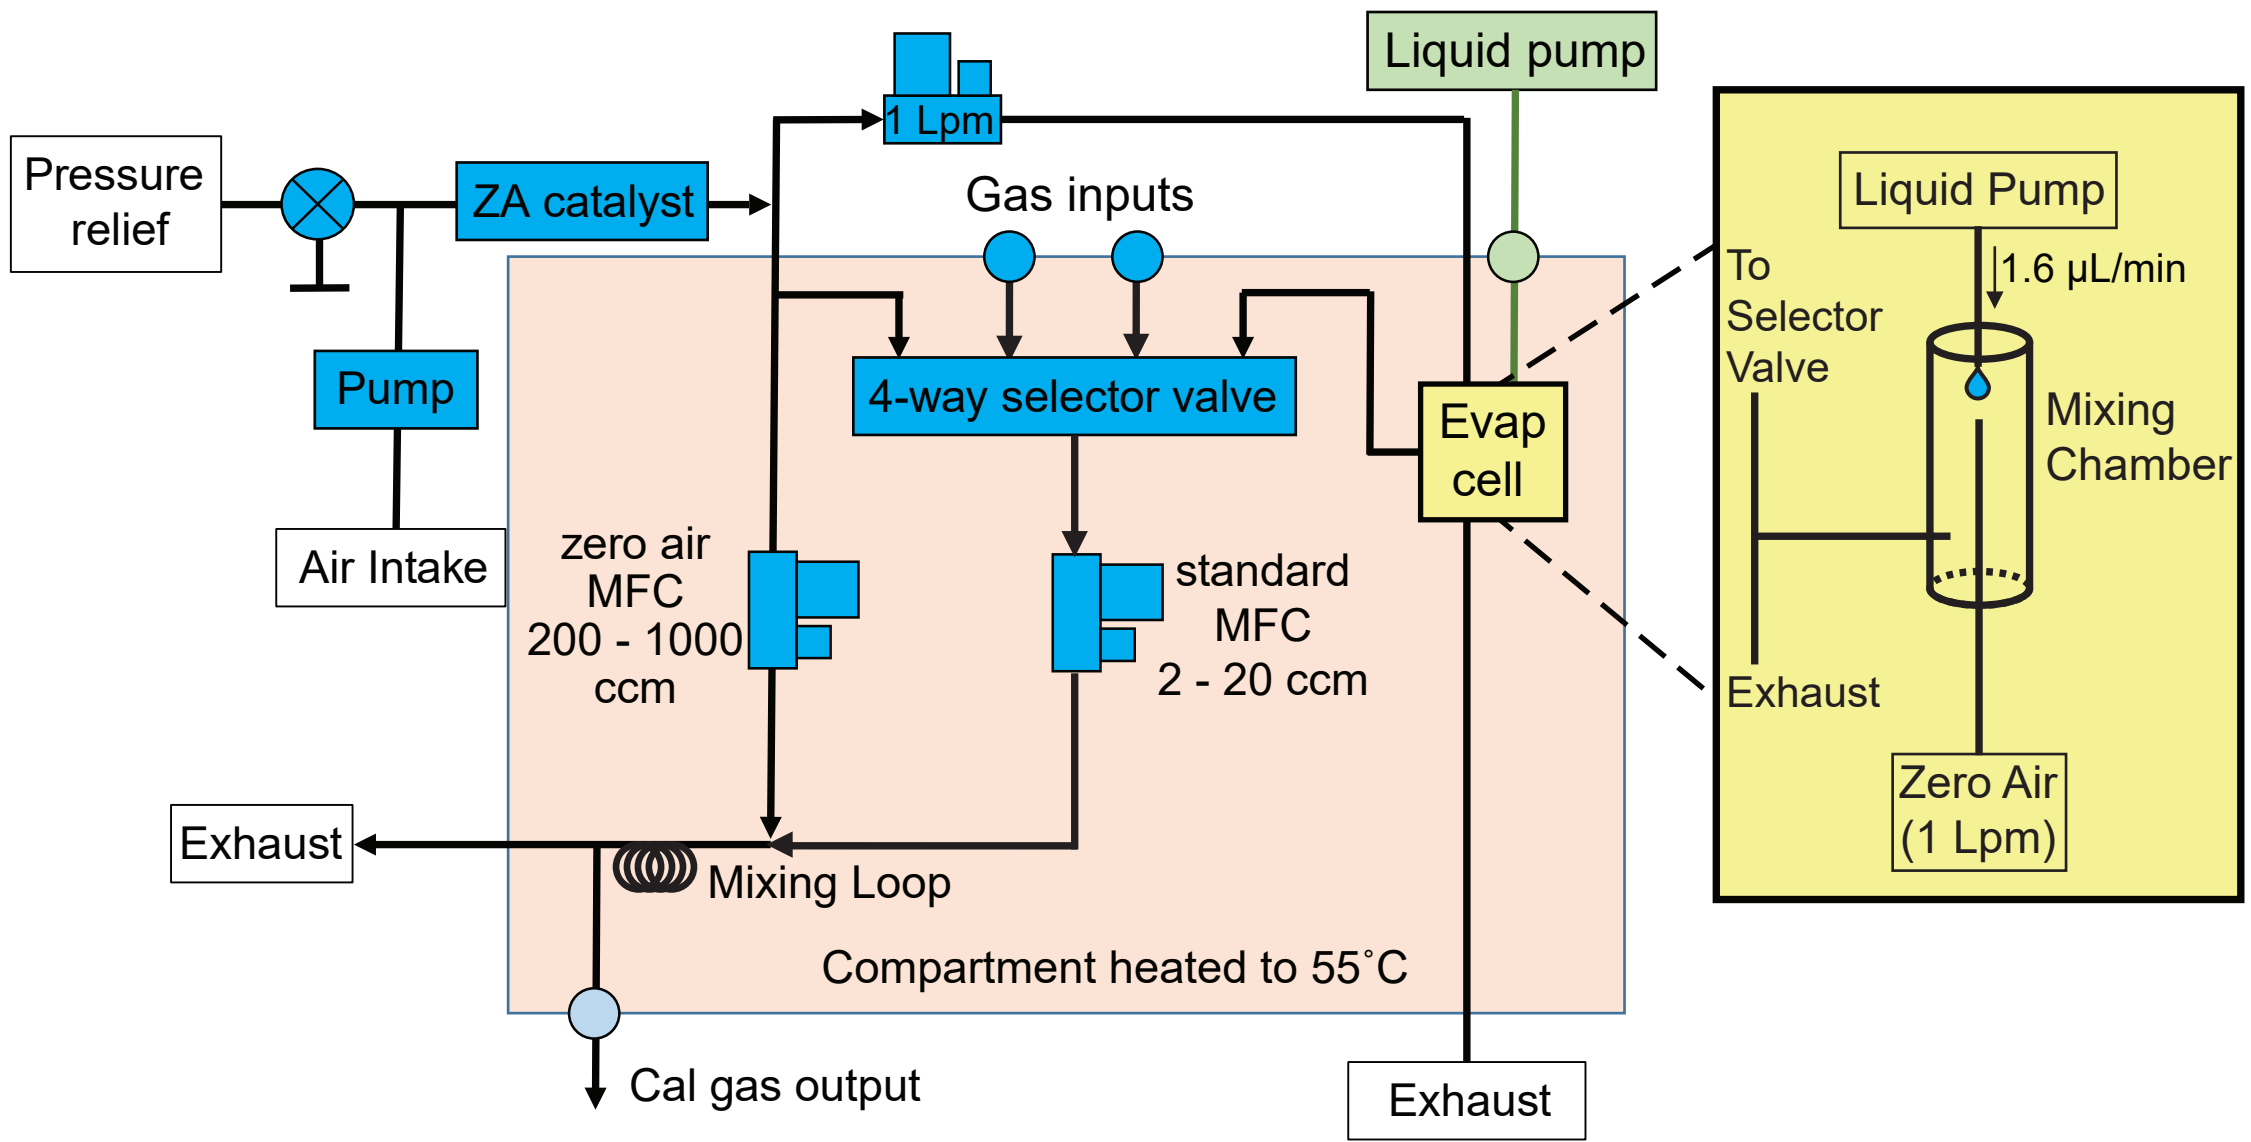 Liquid pump
1 Lpm
Pressure
relief
ZA catalyst
Gas inputs
Pump
4-way selector valve
Evap
cell
Air Intake
zero air
MFC
200 - 1000
ccm
standard
MFC
2 - 20 ccm
Exhaust
Mixing Loop
Compartment heated to 55˚C
Cal gas output
Exhaust
Liquid Pump
1.6 µL/min
To
Selector
Valve
Mixing
Chamber
Exhaust
Zero Air
(1 Lpm)